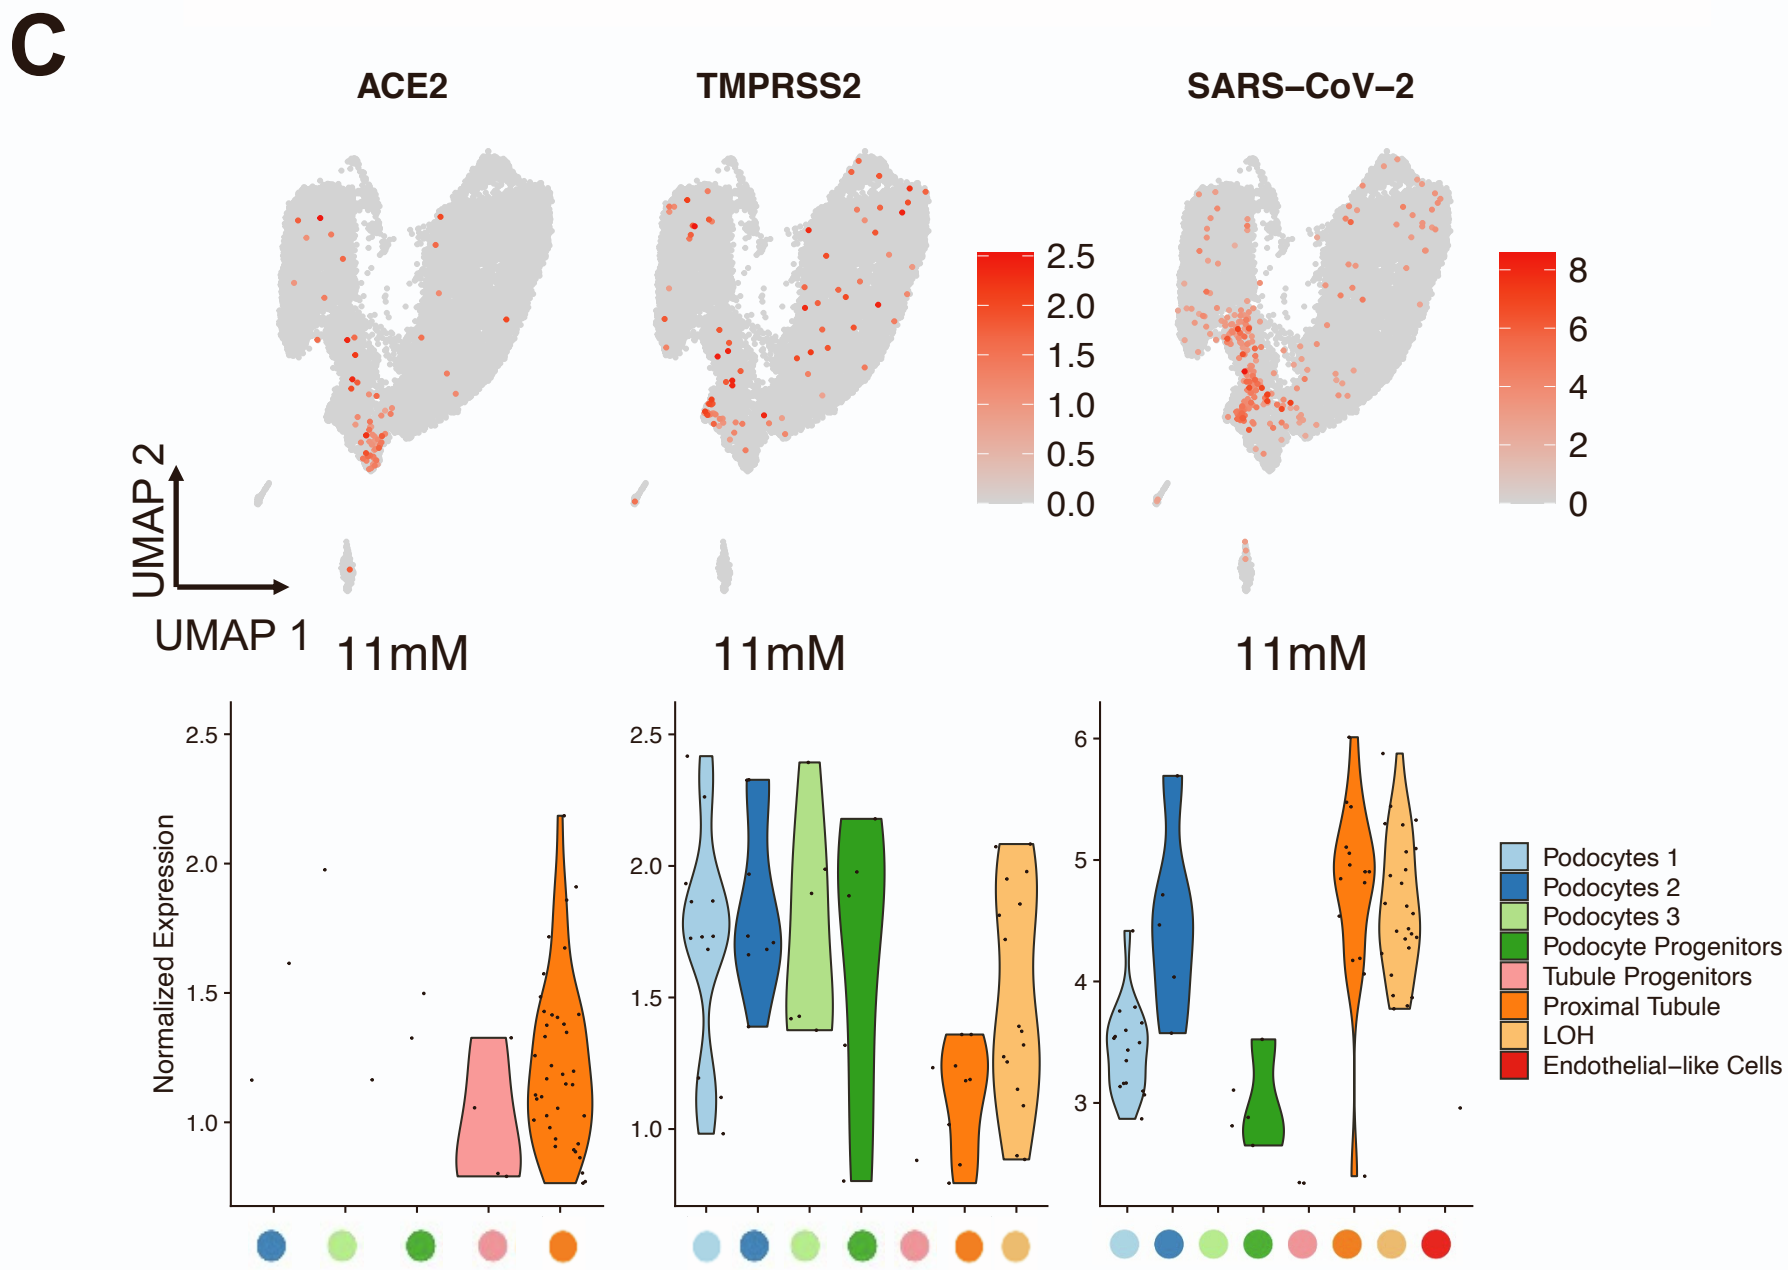 C
ACE2 TMPRSS2 SARS−CoV−2
2.5
2.0
1.5
1.0
0.5
0.0
8
6
4
2
0
UMAP 2
UMAP 1
11mM 11mM 11mM
Normalized Expression
2.5
2.0
1.5
1.0
2.5
2.0
1.5
1.0
6
5
4
3
Podocytes 1
Podocytes 2
Podocytes 3
Podocyte Progenitors
Tubule Progenitors
Proximal Tubule
LOH
Endothelial−like Cells